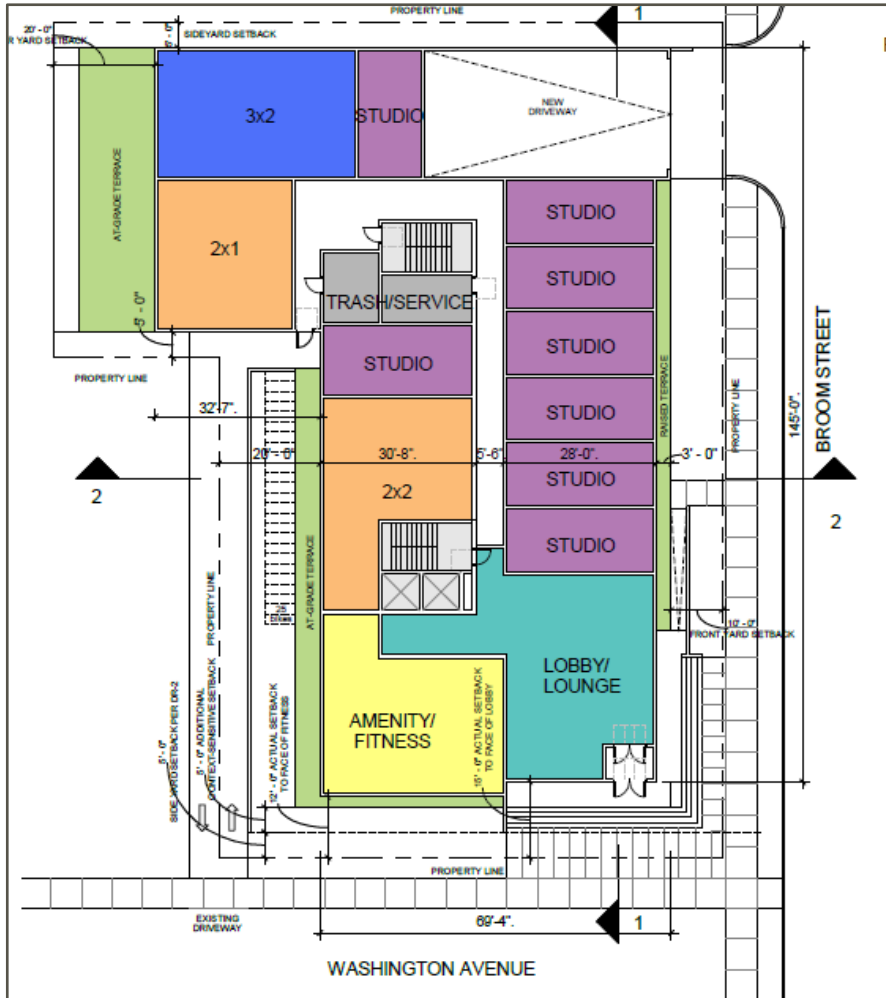 PROPERTY LINE
1
20' - 0"
R YARD SETBACK
6' - 0"
SIDEYARD SETBACK
3x2
STUDIO
NEW
DRIVEWAY
AT-GRADE TERRACE
2x1
STUDIO
STUDIO
STUDIO
STUDIO
STUDIO
STUDIO
TRASH/SERVICE
STUDIO
5' - 0"
PROPERTY LINE
32'-7".
20' - 0"
30'-8".
5'-6"
28'-0".
3' - 0"
2x2
RAISED TERRACE
PROPERTY LINE
145'-0".
BROOM STREET
2
2
25
bikes
AT-GRADE TERRACE
PROPERTY LINE
10' - 0"
FRONT YARD SETBACK
LOBBY/
LOUNGE
AMENITY/
FITNESS
5' - 0"
SIDE YARD SETBACK PER DR-2
5' - 0" ADDITIONAL
CONTEXT-SENSITIVE SETBACK
12' - 0" ACTUAL SETBACK
TO FACE OF FITNESS
15' - 0" ACTUAL SETBACK
TO FACE OF LOBBY
PROPERTY LINE
EXISTING
DRIVEWAY
69'-4".
1
WASHINGTON AVENUE